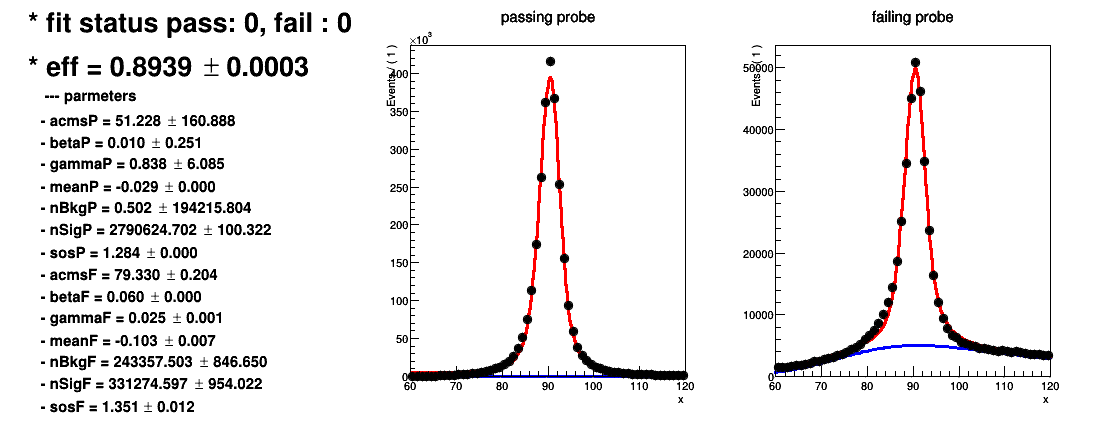 * fit status pass: 0, fail : 0
* eff = 0.8939 ± 0.0003
--- parmeters
- acmsP = 51.228 ± 160.888
- betaP = 0.010 ± 0.251
- gammaP = 0.838 ± 6.085
- meanP = -0.029 ± 0.000
- nBkgP = 0.502 ± 194215.804
- nSigP = 2790624.702 ± 100.322
- sosP = 1.284 ± 0.000
- acmsF = 79.330 ± 0.204
- betaF = 0.060 ± 0.000
- gammaF = 0.025 ± 0.001
- meanF = -0.103 ± 0.007
- nBkgF = 243357.503 ± 846.650
- nSigF = 331274.597 ± 954.022
- sosF = 1.351 ± 0.012
passing probe
×10³
Events / ( 1 )
400
350
300
250
200
150
100
50
0
60 70 80 90 100 110 120
x
failing probe
Events / ( 1 )
50000
40000
30000
20000
10000
0
60 70 80 90 100 110 120
x